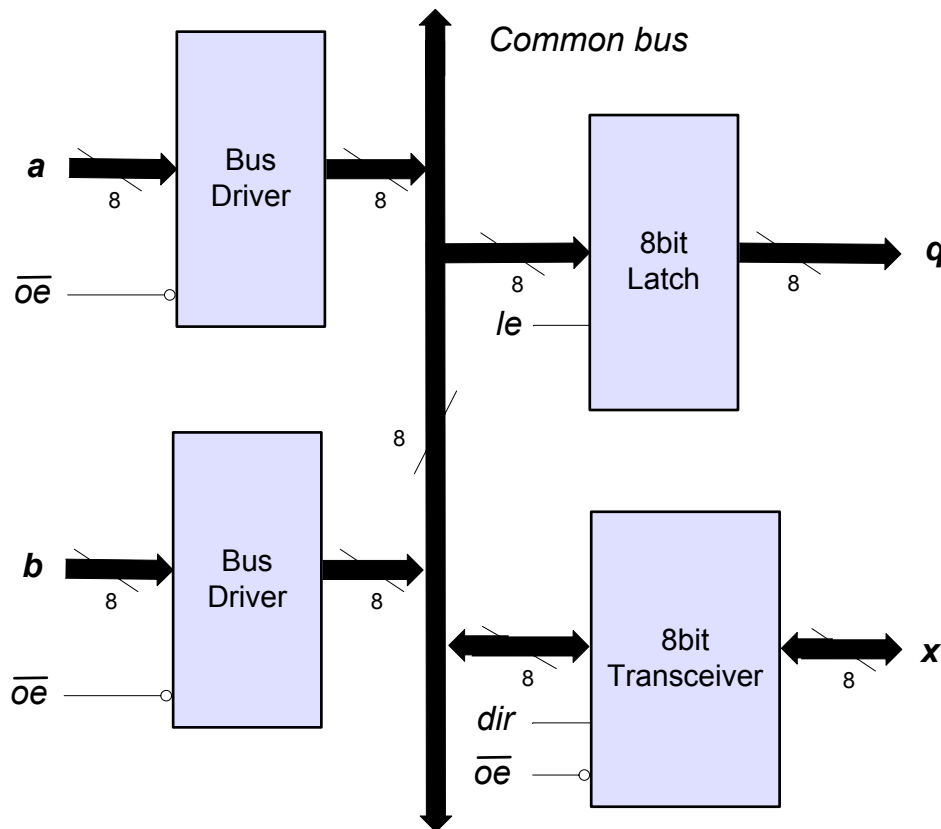 Common bus
a
8
Bus
Driver
8
oe
8
8bit
Latch
8
q
le
8
b
8
Bus
Driver
8
oe
8
8bit
Transceiver
8
x
dir
oe